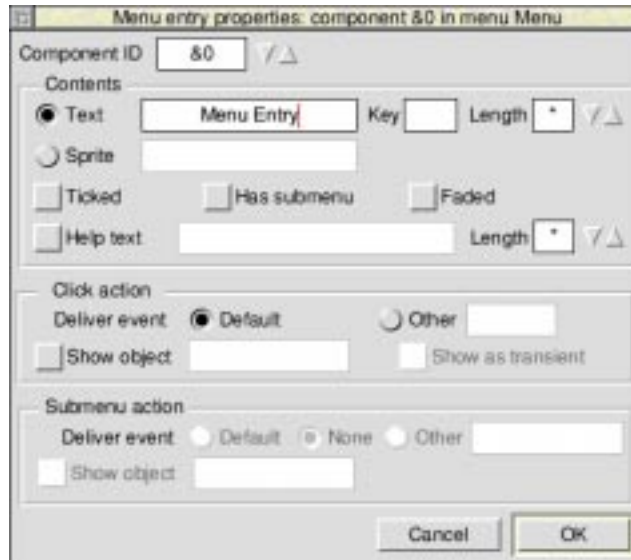 Menu entry properties: component &0 in menu Menu
Component ID &0
Contents
Text Menu Entry Key Length *
Sprite
Ticked Has submenu Faded
Help text Length *
Click action
Deliver event Default Other
Show object Show as transient
Submenu action
Deliver event Default None Other
Show object
Cancel OK